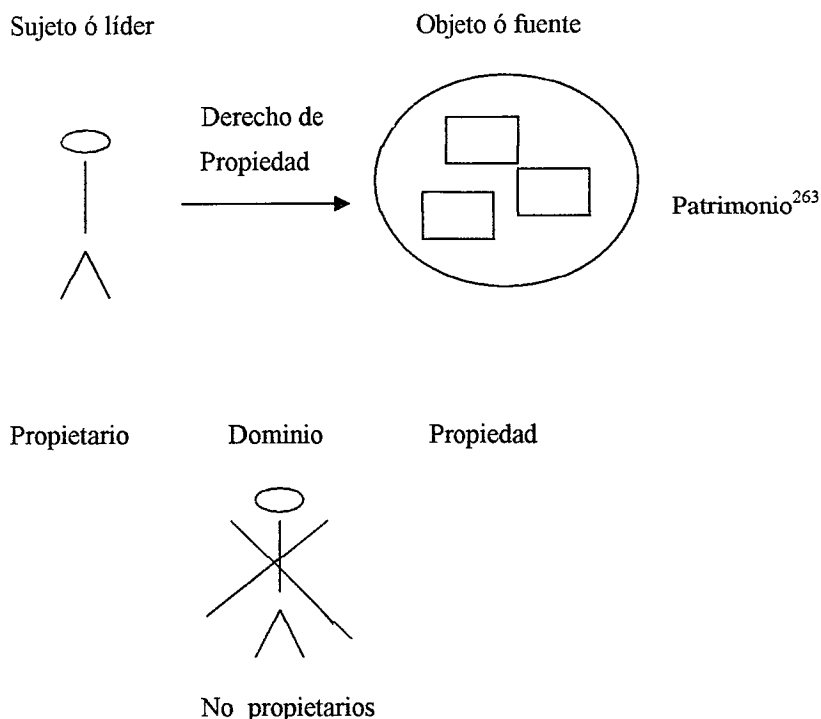 Sujeto ó líder
Objeto ó fuente
Derecho de
Propiedad
Patrimonio263
Propietario
Dominio
Propiedad
No propietarios